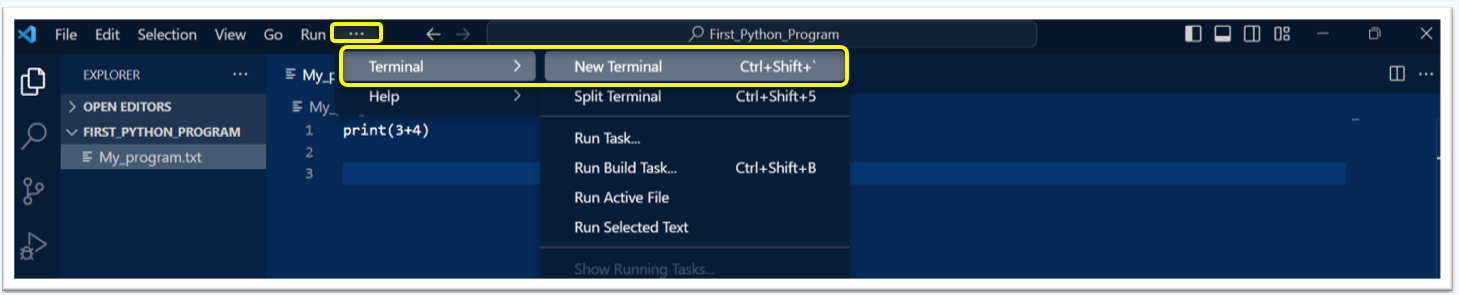 File Edit Selection View Go Run ... First_Python_Program
EXPLORER ...
My_p
Terminal
New Terminal Ctrl+Shift+`
OPEN EDITORS
My_
Help
Split Terminal Ctrl+Shift+5
FIRST_PYTHON_PROGRAM
1 print(3+4)
My_program.txt
2
3
Run Task...
Run Build Task... Ctrl+Shift+B
Run Active File
Run Selected Text
Show Running Tasks...